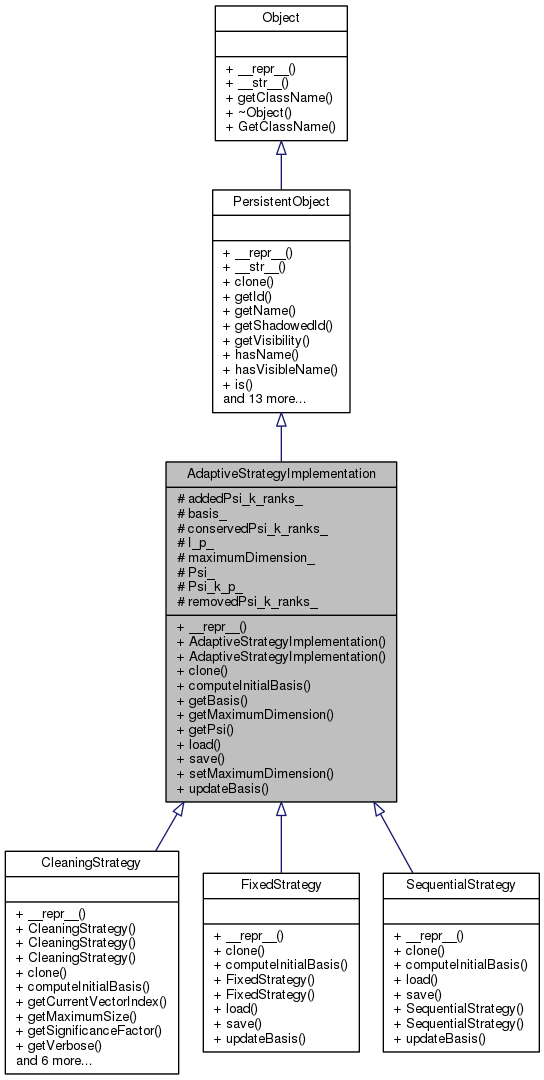 Object
+ __repr__()
+ __str__()
+ getClassName()
+ ~Object()
+ GetClassName()
PersistentObject
+ __repr__()
+ __str__()
+ clone()
+ getId()
+ getName()
+ getShadowedId()
+ getVisibility()
+ hasName()
+ hasVisibleName()
+ is()
and 13 more...
AdaptiveStrategyImplementation
# addedPsi_k_ranks_
# basis_
# conservedPsi_k_ranks_
# I_p_
# maximumDimension_
# Psi_
# Psi_k_p_
# removedPsi_k_ranks_
+ __repr__()
+ AdaptiveStrategyImplementation()
+ AdaptiveStrategyImplementation()
+ clone()
+ computeInitialBasis()
+ getBasis()
+ getMaximumDimension()
+ getPsi()
+ load()
+ save()
+ setMaximumDimension()
+ updateBasis()
CleaningStrategy
+ __repr__()
+ CleaningStrategy()
+ CleaningStrategy()
+ CleaningStrategy()
+ clone()
+ computeInitialBasis()
+ getCurrentVectorIndex()
+ getMaximumSize()
+ getSignificanceFactor()
+ getVerbose()
and 6 more...
FixedStrategy
+ __repr__()
+ clone()
+ computeInitialBasis()
+ FixedStrategy()
+ FixedStrategy()
+ load()
+ save()
+ updateBasis()
SequentialStrategy
+ __repr__()
+ clone()
+ computeInitialBasis()
+ load()
+ save()
+ SequentialStrategy()
+ SequentialStrategy()
+ updateBasis()